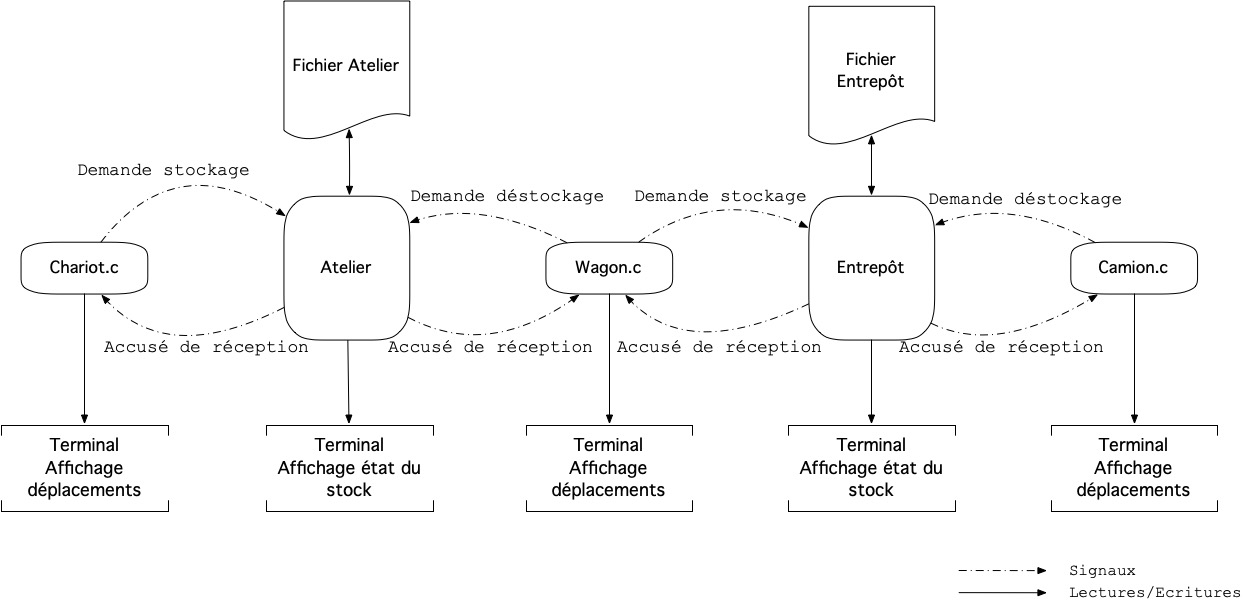 Fichier Atelier
Fichier
Entrepôt
Demande stockage
Demande déstockage
Demande stockage
Demande déstockage
Chariot.c
Atelier
Wagon.c
Entrepôt
Camion.c
Accusé de réception
Accusé de réception
Accusé de réception
Accusé de réception
Terminal
Affichage
déplacements
Terminal
Affichage état du
stock
Terminal
Affichage
déplacements
Terminal
Affichage état du
stock
Terminal
Affichage
déplacements
Signaux
Lectures/Ecritures